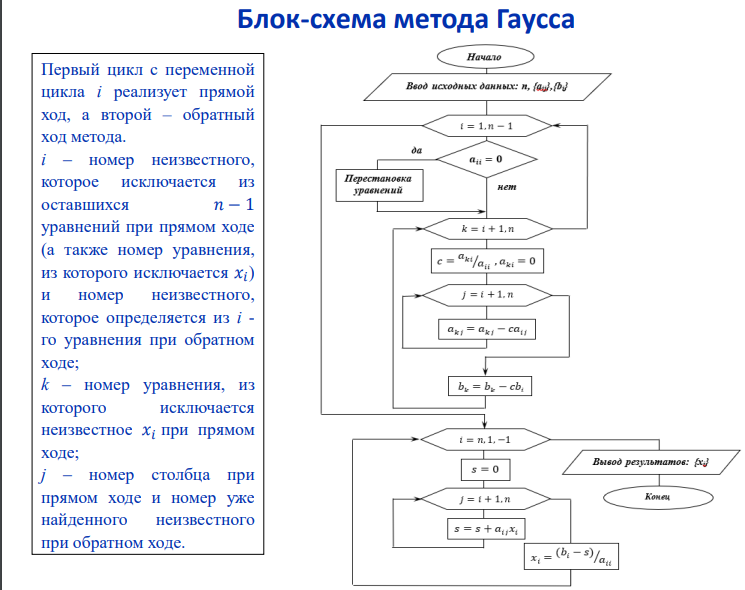 Блок-схема метода Гаусса
Первый цикл с переменной
цикла i реализует прямой
ход, а второй – обратный
ход метода.
i – номер неизвестного,
которое исключается из
оставшихся n − 1
уравнений при прямом ходе
(а также номер уравнения,
из которого исключается xᵢ)
и номер неизвестного,
которое определяется из i -
го уравнения при обратном
ходе;
k – номер уравнения, из
которого исключается
неизвестное xᵢ при прямом
ходе;
j – номер столбца при
прямом ходе и номер уже
найденного неизвестного
при обратном ходе.
Начало
Ввод исходных данных: n, {aᵢⱼ},{bᵢ}
i = 1, n − 1
да
aᵢᵢ = 0
Перестановка
уравнений
нет
k = i + 1, n
c = aₖᵢ/aᵢᵢ , aₖᵢ = 0
j = i + 1, n
aₖⱼ = aₖⱼ − caᵢⱼ
bₖ = bₖ − cbᵢ
i = n, 1, −1
s = 0
Вывод результатов: {xᵢ}
Конец
j = i + 1, n
s = s + aᵢⱼxᵢ
xᵢ = (bᵢ − s)/aᵢᵢ